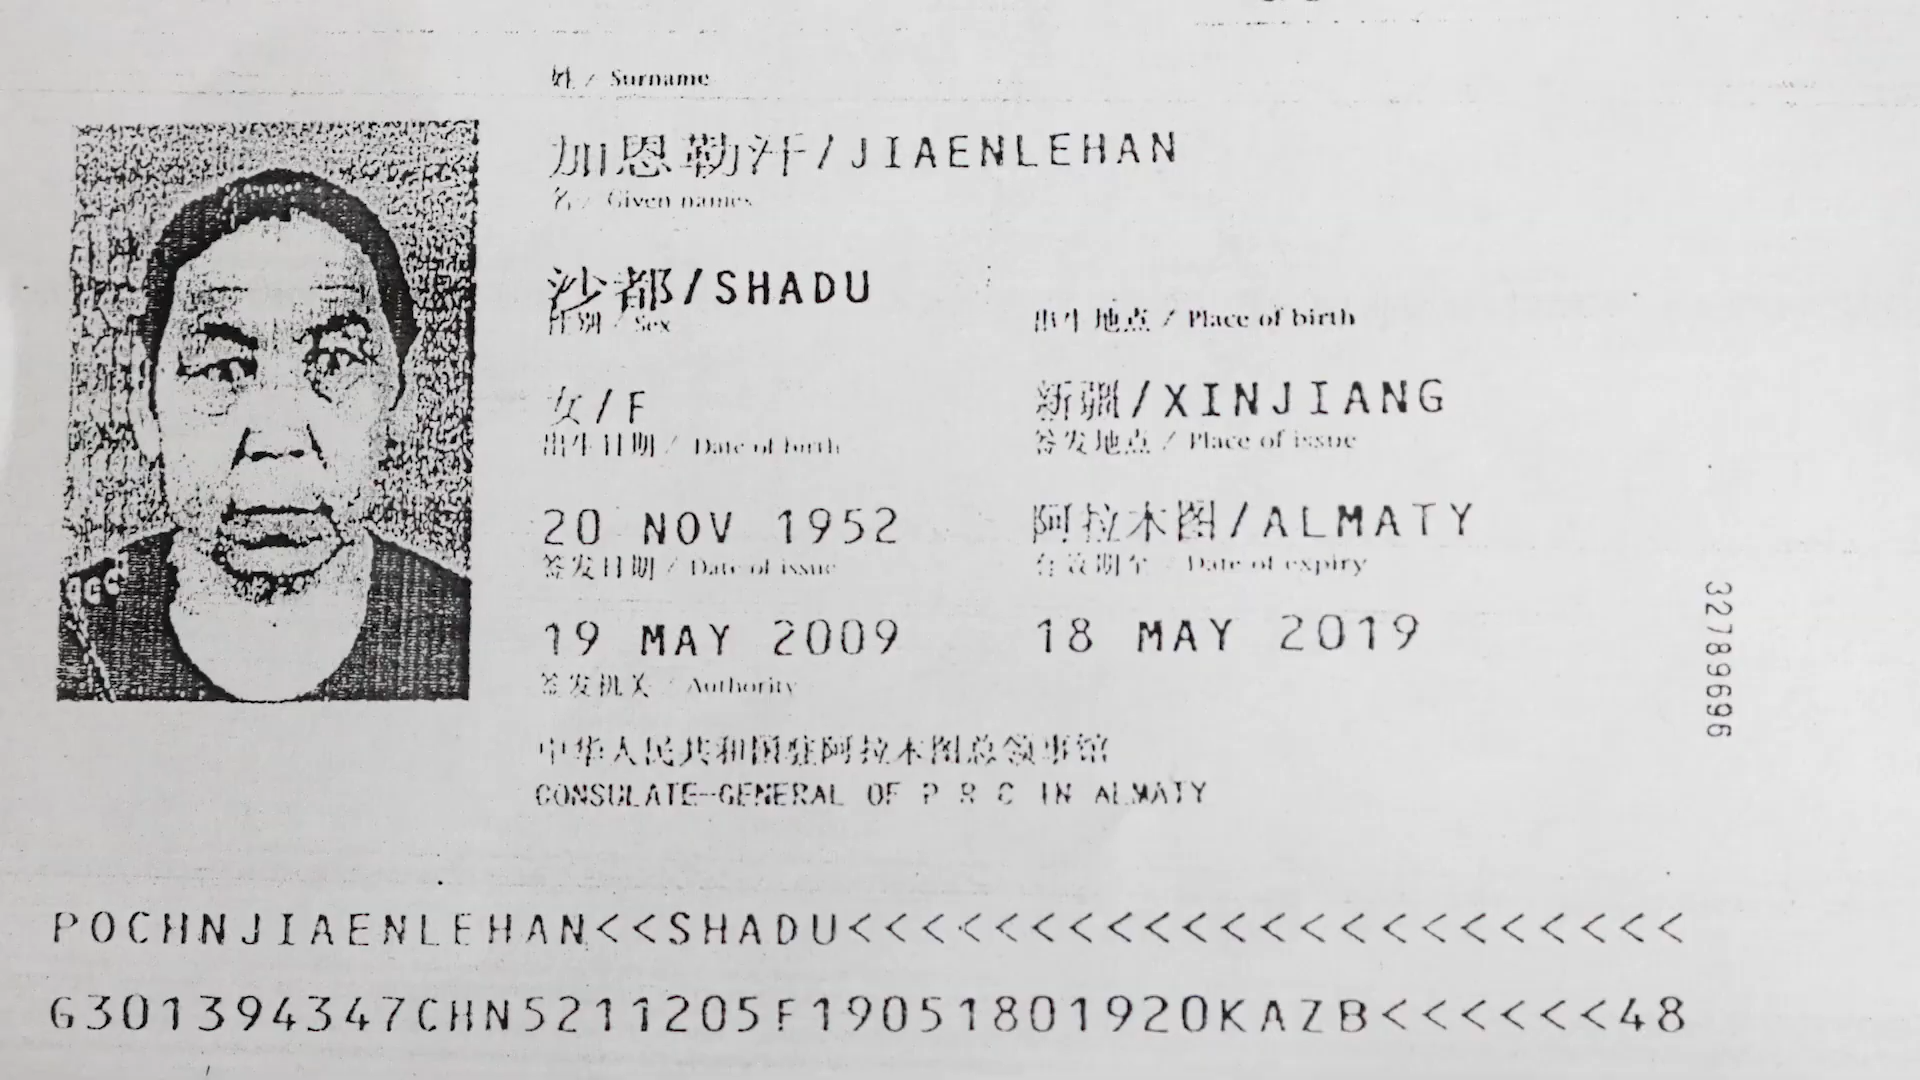 姓 / Surname
加恩勒汗/JIAENLEHAN
名 / Given names
沙都/SHADU
性别 / Sex
出生地点 / Place of birth
女/F
新疆/XINJIANG
出生日期 / Date of birth
签发地点 / Place of issue
20 NOV 1952
阿拉木图/ALMATY
签发日期 / Date of issue
有效期至 / Date of expiry
19 MAY 2009
18 MAY 2019
签发机关 / Authority
中华人民共和国驻阿拉木图总领事馆
CONSULATE-GENERAL OF P R C IN ALMATY
32789696
POCHNJIAENLEHAN<<SHADU<<<<<<<<<<<<<<<<<<<<<<<
G301394347CHN5211205F19051801920KAZB<<<<<<<48